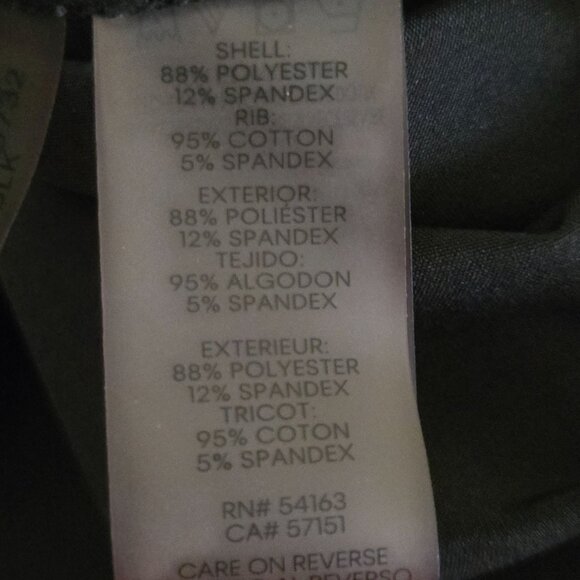 SHELL:
88% POLYESTER
12% SPANDEX
RIB:
95% COTTON
5% SPANDEX
EXTERIOR:
88% POLIÉSTER
12% SPANDEX
TEJIDO:
95% ALGODON
5% SPANDEX
EXTERIEUR:
88% POLYESTER
12% SPANDEX
TRICOT:
95% COTON
5% SPANDEX
RN# 54163
CA# 57151
CARE ON REVERSE